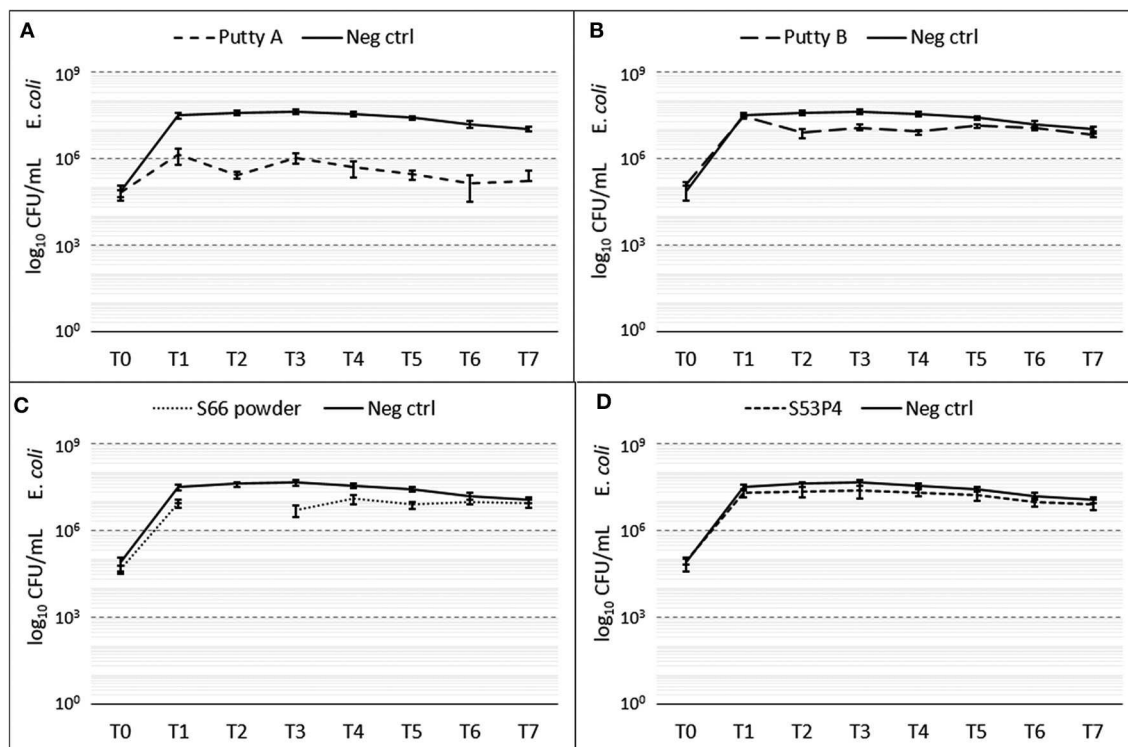 A
Putty A Neg ctrl
log₁₀ CFU/mL E. coli
10⁹
10⁶
10³
10⁰
T0 T1 T2 T3 T4 T5 T6 T7
B
Putty B Neg ctrl
log₁₀ CFU/mL E. coli
10⁹
10⁶
10³
10⁰
T0 T1 T2 T3 T4 T5 T6 T7
C
S66 powder Neg ctrl
log₁₀ CFU/mL E. coli
10⁹
10⁶
10³
10⁰
T0 T1 T2 T3 T4 T5 T6 T7
D
S53P4 Neg ctrl
log₁₀ CFU/mL E. coli
10⁹
10⁶
10³
10⁰
T0 T1 T2 T3 T4 T5 T6 T7